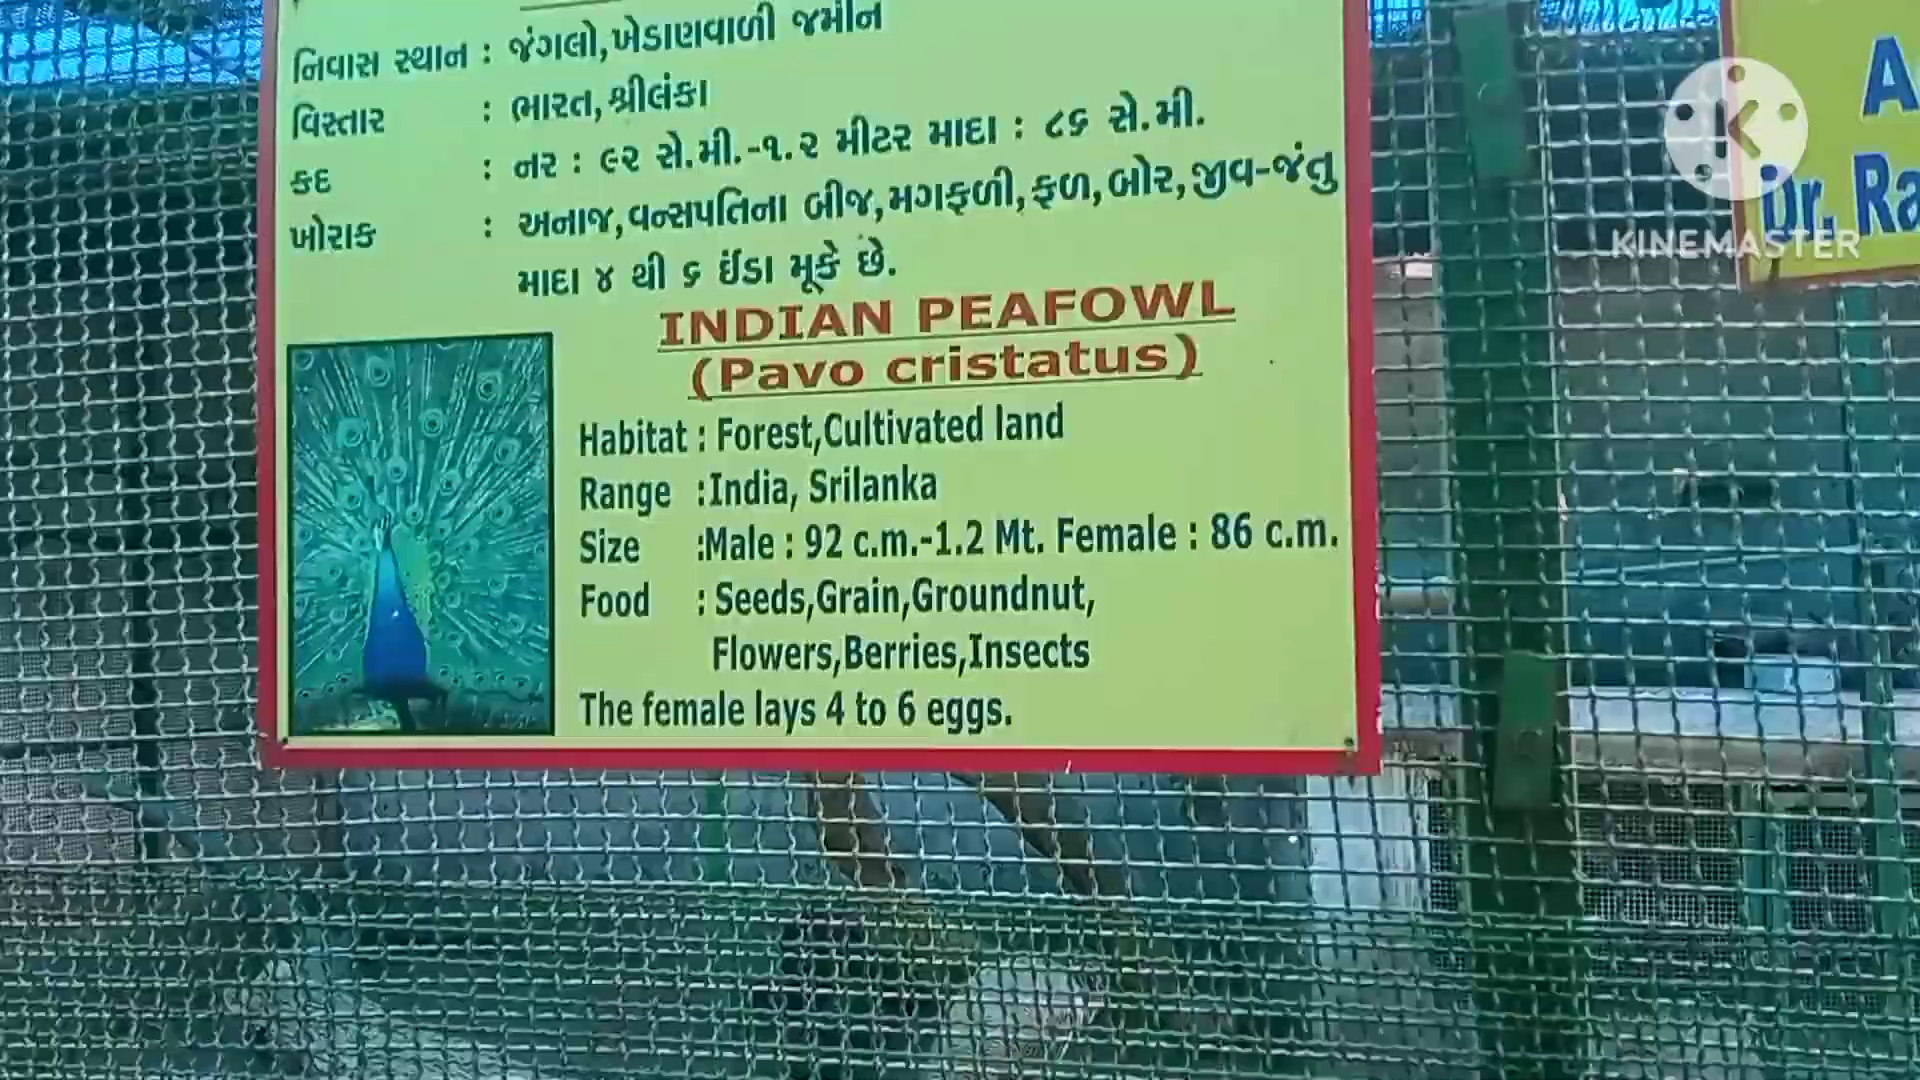 નિવાસ સ્થાન : જંગલો,ખેડાણવાળી જમીન
વિસ્તાર : ભારત,શ્રીલંકા
કદ : નર : ૯૨ સે.મી.-૧.૨ મીટર માદા : ૮૬ સે.મી.
ખોરાક : અનાજ,વન્સપતિના બીજ,મગફળી,ફળ,બોર,જીવ-જંતુ
માદા ૪ થી ૬ ઈંડા મૂકે છે.
INDIAN PEAFOWL
(Pavo cristatus)
Habitat : Forest,Cultivated land
Range :India, Srilanka
Size :Male : 92 c.m.-1.2 Mt. Female : 86 c.m.
Food : Seeds,Grain,Groundnut,
Flowers,Berries,Insects
The female lays 4 to 6 eggs.
Dr.
K
KINEMASTER